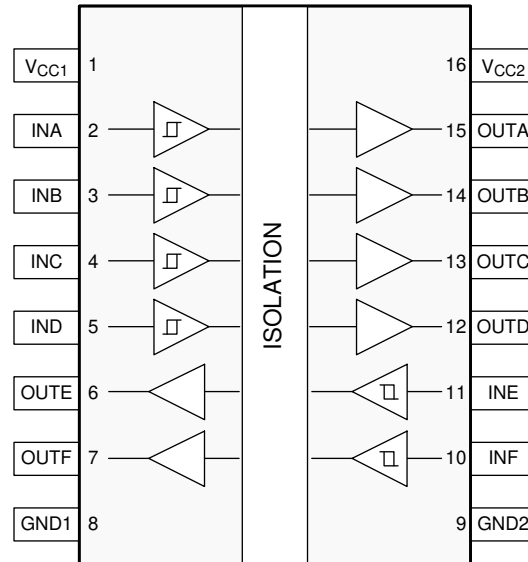 VCC1 1 16 VCC2
INA 2 15 OUTA
INB 3 14 OUTB
INC 4 13 OUTC
IND 5 12 OUTD
OUTE 6 11 INE
OUTF 7 10 INF
GND1 8 9 GND2
ISOLATION